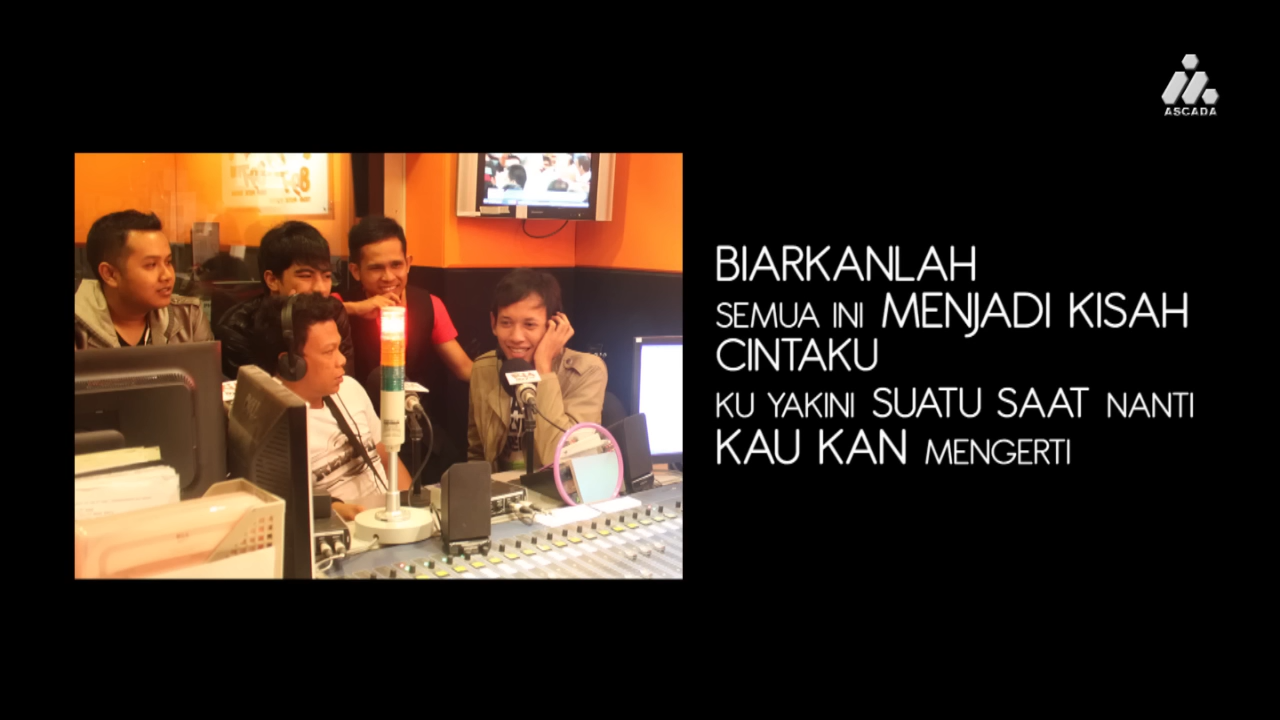 ASCADA
BIARKANLAH
SEMUA INI MENJADI KISAH
CINTAKU
KU YAKINI SUATU SAAT NANTI
KAU KAN MENGERTI